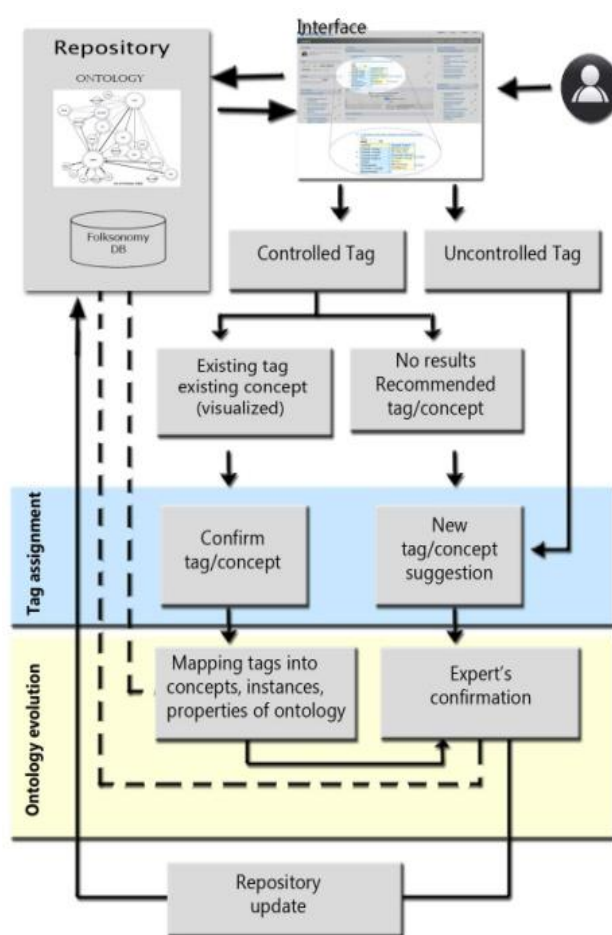 Interface
Repository
ONTOLOGY
Folksonomy
DB
Controlled Tag
Uncontrolled Tag
Existing tag
existing concept
(visualized)
No results
Recommended
tag/concept
Tag assignment
Confirm
tag/concept
New
tag/concept
suggestion
Ontology evolution
Mapping tags into
concepts, instances,
properties of ontology
Expert's
confirmation
Repository
update